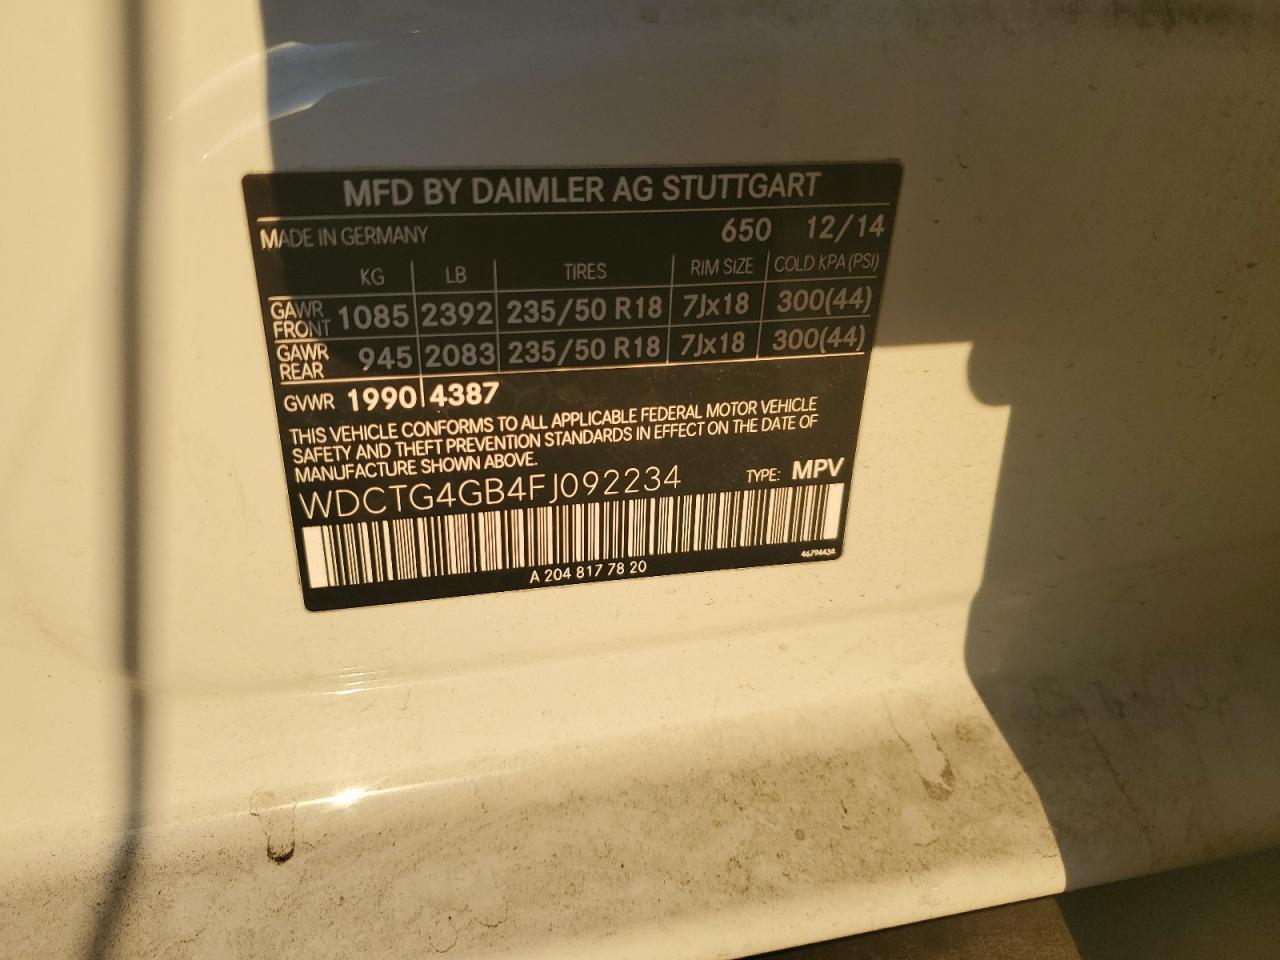 MFD BY DAIMLER AG STUTTGART
MADE IN GERMANY 650 12/14
KG LB TIRES RIM SIZE COLD KPA (PSI)
GAWR FRONT 1085 2392 235/50 R18 7Jx18 300(44)
GAWR REAR 945 2083 235/50 R18 7Jx18 300(44)
GVWR 1990 4387
THIS VEHICLE CONFORMS TO ALL APPLICABLE FEDERAL MOTOR VEHICLE
SAFETY AND THEFT PREVENTION STANDARDS IN EFFECT ON THE DATE OF
MANUFACTURE SHOWN ABOVE.
WDCTG4GB4FJ092234 TYPE: MPV
46794434
A 204 817 78 20